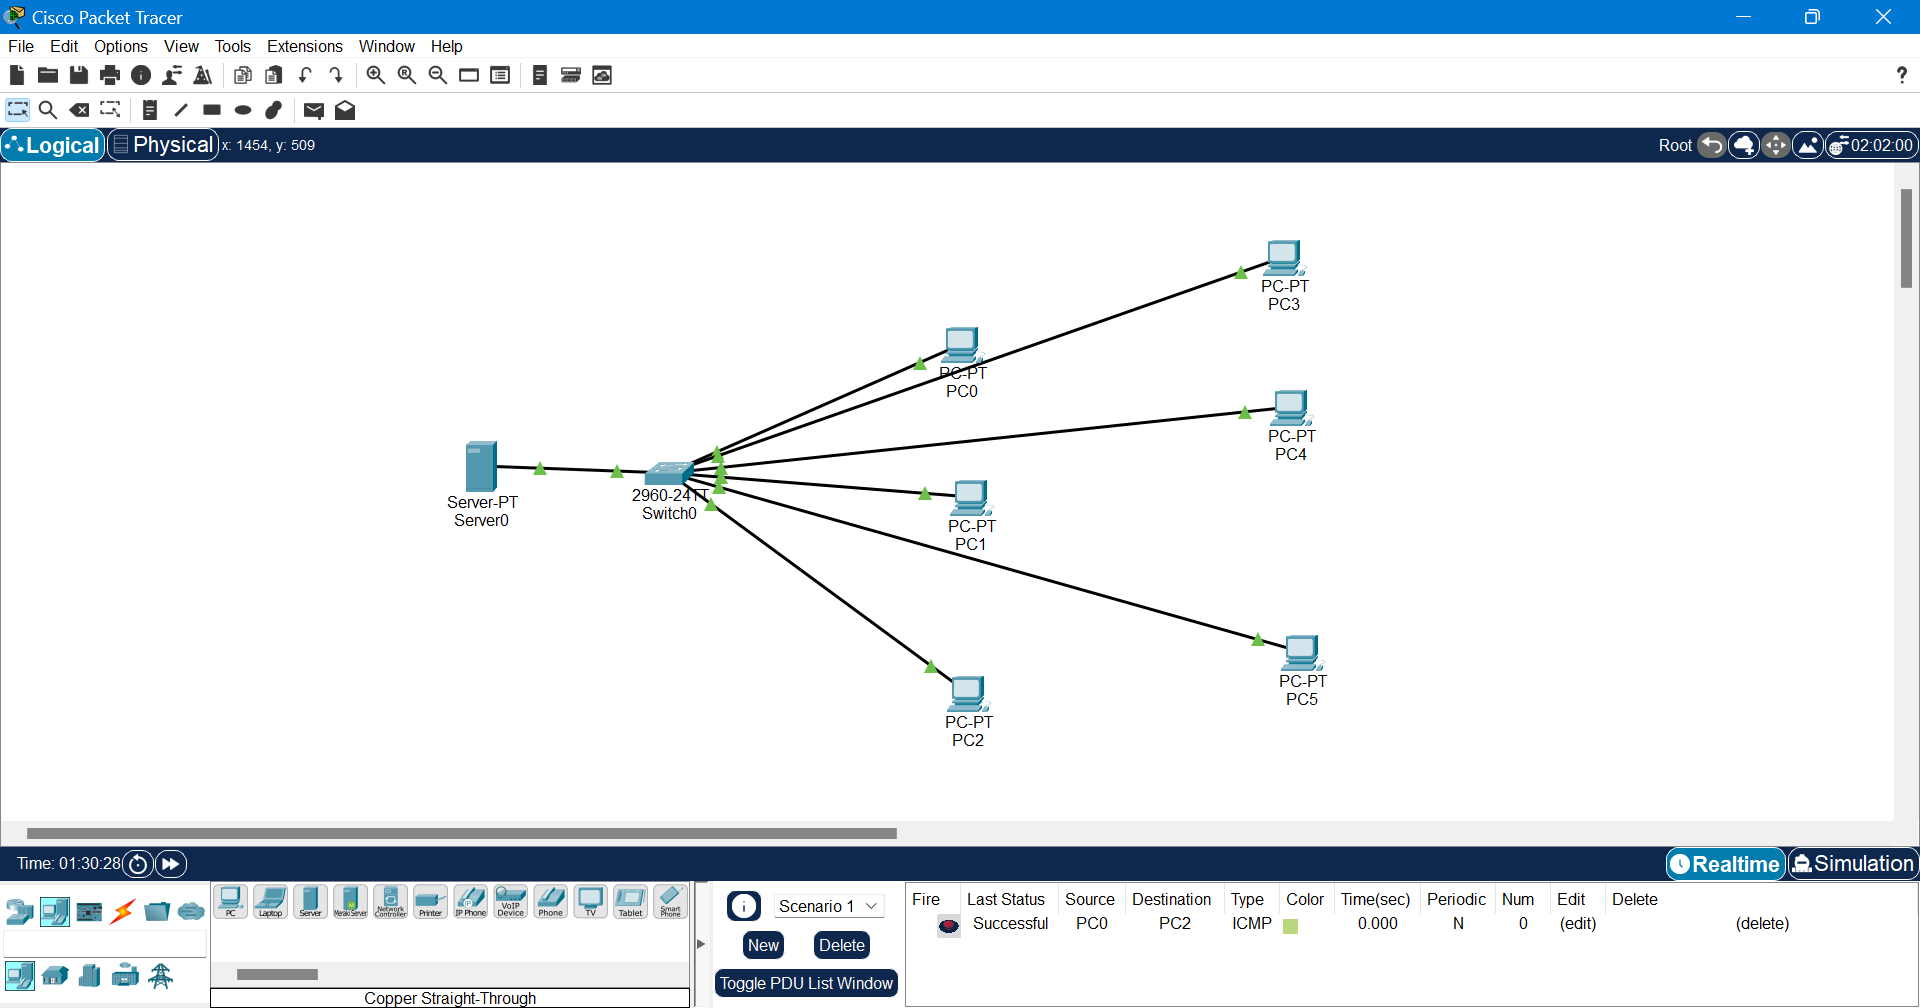 Cisco Packet Tracer
File Edit Options View Tools Extensions Window Help
Logical Physical x: 1454, y: 509 Root 02:02:00
PC-PT
PC3
PC-PT
PC0
PC-PT
PC4
Server-PT
Server0
2960-24TT
Switch0
PC-PT
PC1
PC-PT
PC5
PC-PT
PC2
Time: 01:30:28 Realtime Simulation
PC Laptop Server Meraki Server Network Controller Printer IP Phone VoIP Device Phone TV Tablet Smart Phone
Copper Straight-Through
Scenario 1
New Delete
Toggle PDU List Window
Fire Last Status Source Destination Type Color Time(sec) Periodic Num Edit Delete
Successful PC0 PC2 ICMP 0.000 N 0 (edit) (delete)